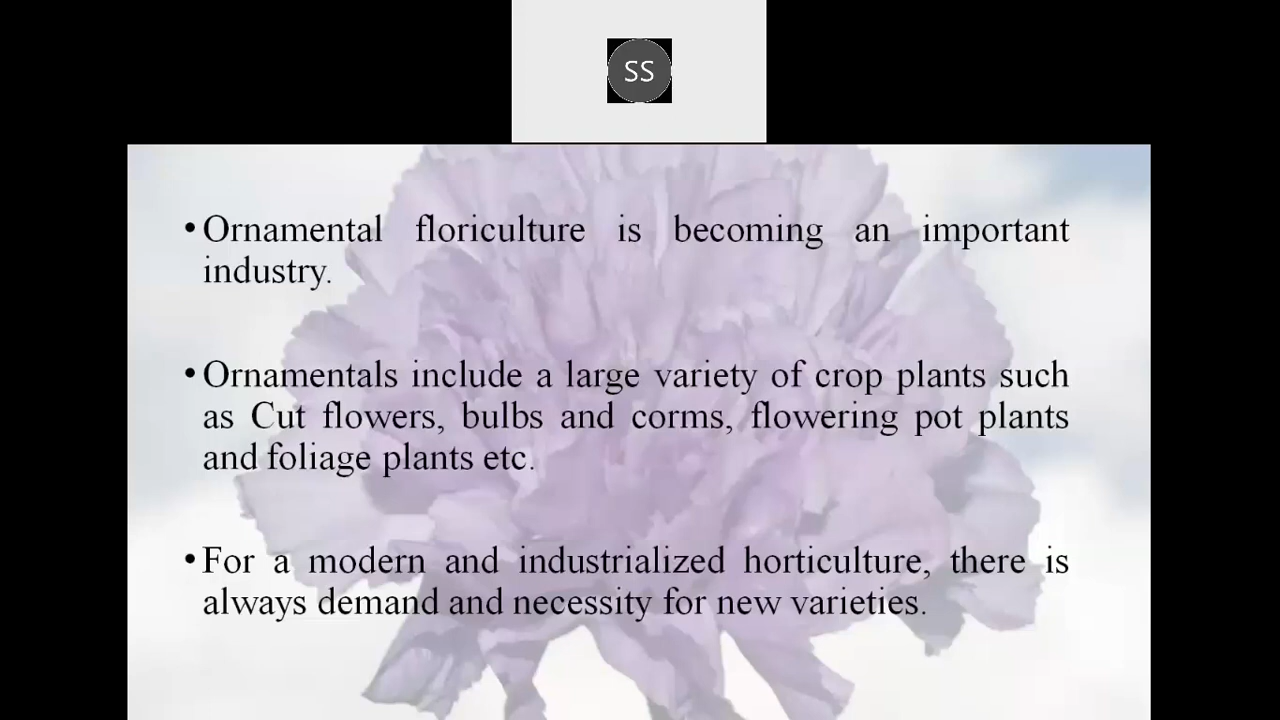 SS
•Ornamental floriculture is becoming an important
industry.
•Ornamentals include a large variety of crop plants such
as Cut flowers, bulbs and corms, flowering pot plants
and foliage plants etc.
•For a modern and industrialized horticulture, there is
always demand and necessity for new varieties.